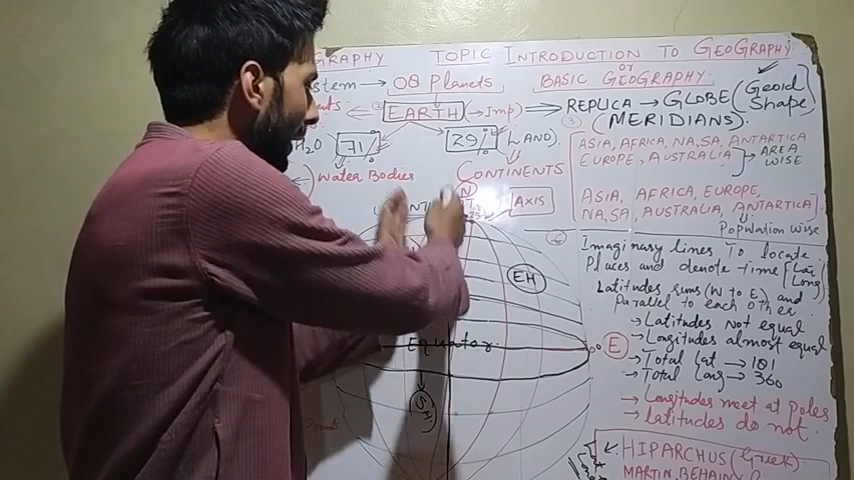 GRAPHY TOPIC INTRODUCTION TO GEOGRAPHY
OR
BASIC GEOGRAPHY
stem → 08 Planets
EARTH (→Imp) ⇒ REPLICA → GLOBE (Geoid Shape)
(MERIDIANS)
H2O 71% 29% LAND
Water Bodies
CONTINENTS
ASIA, AFRICA, NA, SA, ANTARTICA
EUROPE, AUSTRALIA
AREA WISE
ASIA, AFRICA, EUROPE,
NA, SA, AUSTRALIA, ANTARTICA
Population wise
N
AXIS
EH
Equator
0°
SH
Imaginary lines To locate
Places and denote time [Lat Long
Latitudes runs (W to E) and
Parallel to each other
→ Latitudes Not equal
E → Longitudes almost equal
→ Total Lat → 181
→ Total Long → 360
→ Longitudes meet at poles
→ Latitudes do not.
HIPARCHUS (Greek)
MARTIN BEHAIN